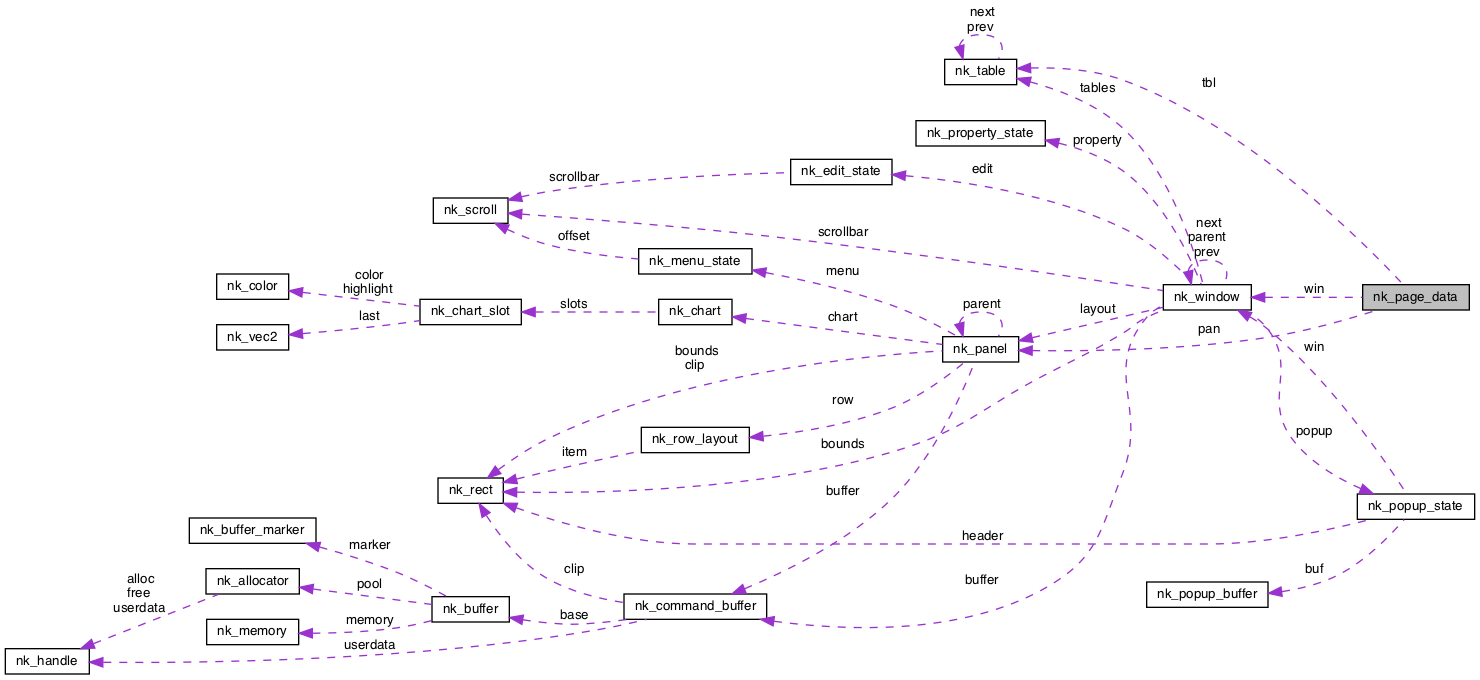 next
prev
nk_table
tbl
tables
nk_property_state
property
nk_edit_state
edit
scrollbar
nk_scroll
scrollbar
offset
next
parent
prev
nk_menu_state
menu
nk_color
color
highlight
nk_window
win
nk_page_data
nk_chart_slot
slots
nk_chart
chart
parent
layout
last
nk_vec2
nk_panel
pan
win
bounds
clip
row
nk_row_layout
bounds
popup
item
nk_rect
buffer
nk_popup_state
nk_buffer_marker
marker
header
clip
buffer
buf
alloc
free
userdata
nk_allocator
pool
nk_popup_buffer
nk_buffer
base
nk_command_buffer
nk_memory
memory
userdata
nk_handle